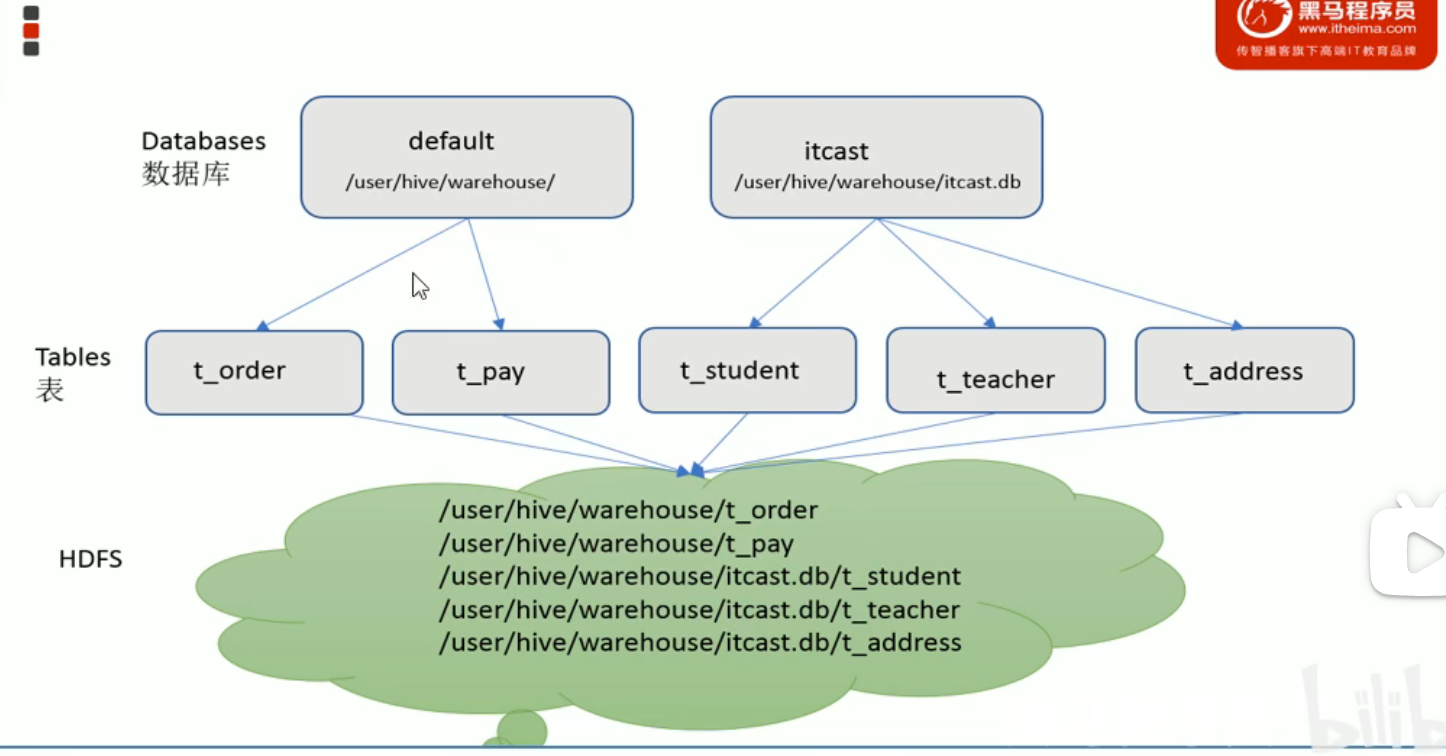 黑马程序员
www.itheima.com
传智播客旗下高端IT教育品牌
Databases
数据库
default
/user/hive/warehouse/
itcast
/user/hive/warehouse/itcast.db
Tables
表
t_order
t_pay
t_student
t_teacher
t_address
HDFS
/user/hive/warehouse/t_order
/user/hive/warehouse/t_pay
/user/hive/warehouse/itcast.db/t_student
/user/hive/warehouse/itcast.db/t_teacher
/user/hive/warehouse/itcast.db/t_address
bilib